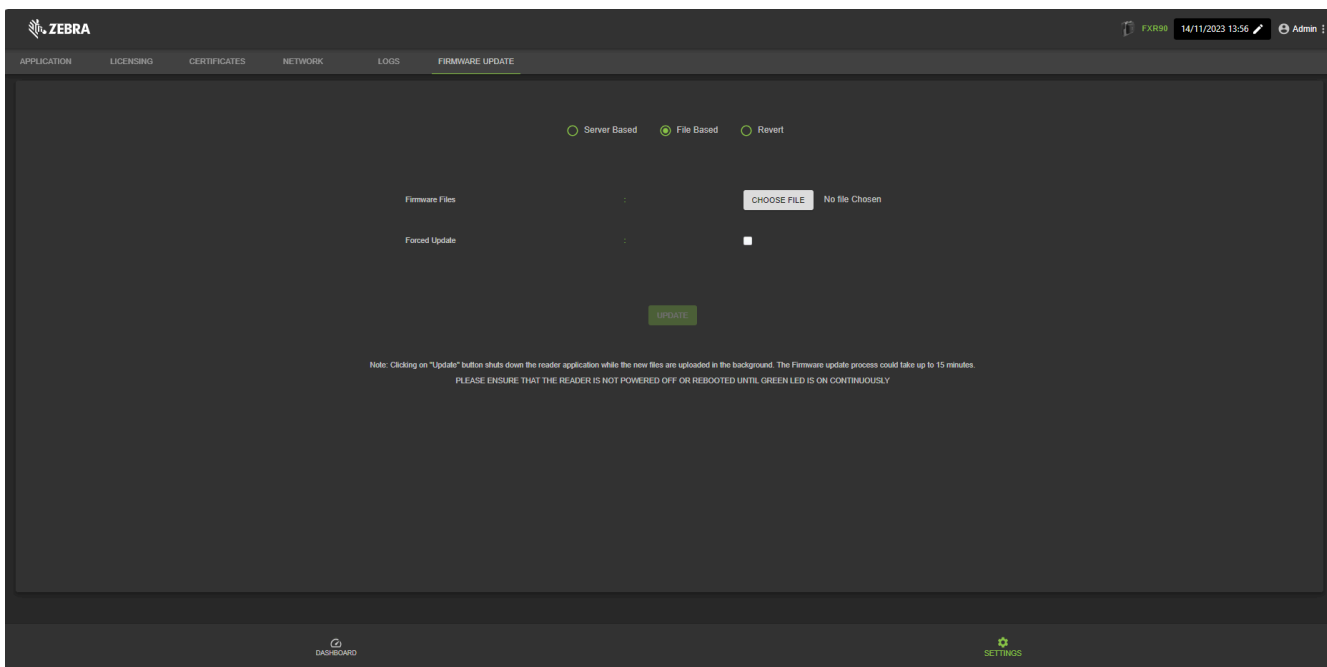 ZEBRA
FXR90
14/11/2023 13:56
Admin
APPLICATION LICENSING CERTIFICATES NETWORK LOGS FIRMWARE UPDATE
Server Based File Based Revert
Firmware Files : CHOOSE FILE No file Chosen
Forced Update :
UPDATE
Note: Clicking on "Update" button shuts down the reader application while the new files are uploaded in the background. The Firmware update process could take up to 15 minutes.
PLEASE ENSURE THAT THE READER IS NOT POWERED OFF OR REBOOTED UNTIL GREEN LED IS ON CONTINUOUSLY
DASHBOARD SETTINGS